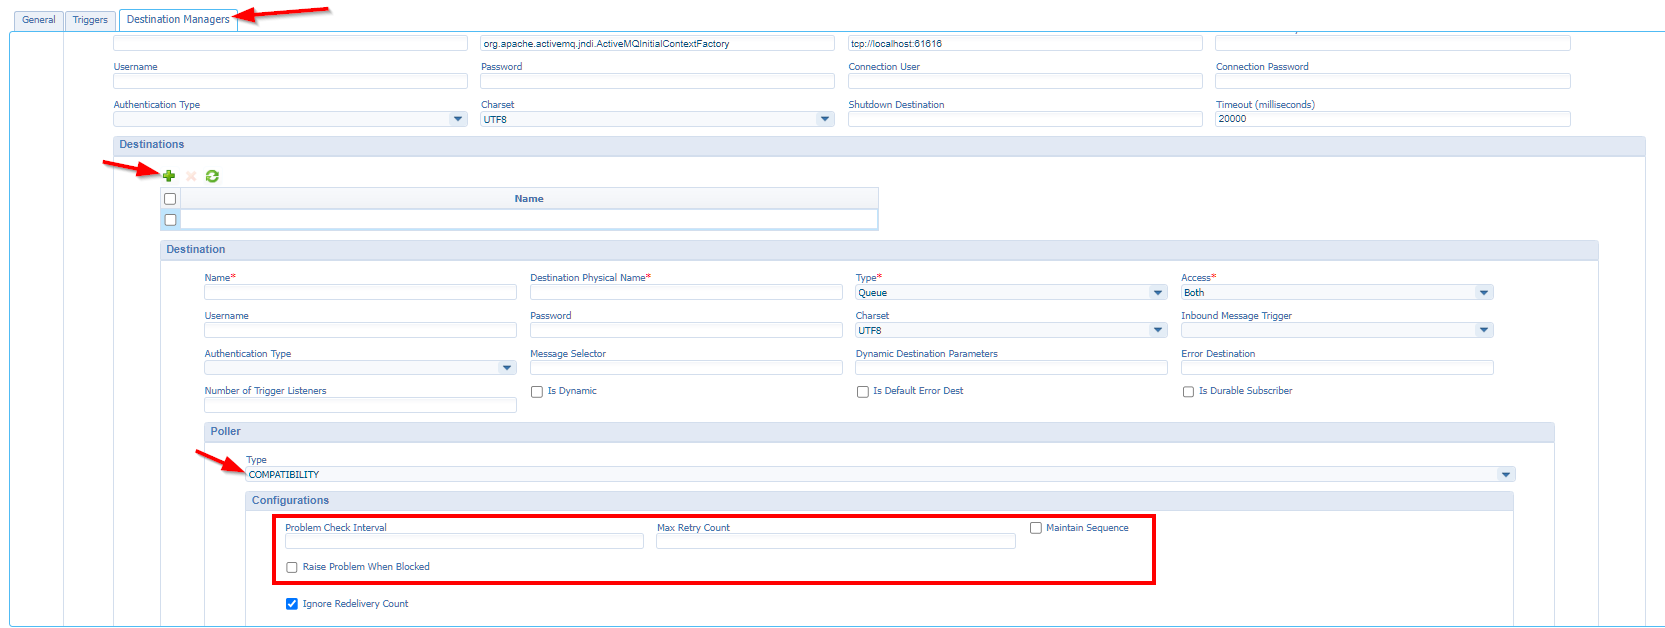 General Triggers Destination Managers
org.apache.activemq.jndi.ActiveMQInitialContextFactory tcp://localhost:61616
Username Password Connection User Connection Password
Authentication Type Charset Shutdown Destination Timeout (milliseconds)
UTF8 20000
Destinations
Name
Destination
Name* Destination Physical Name* Type* Access*
Queue Both
Username Password Charset Inbound Message Trigger
UTF8
Authentication Type Message Selector Dynamic Destination Parameters Error Destination
Number of Trigger Listeners Is Dynamic Is Default Error Dest Is Durable Subscriber
Poller
Type
COMPATIBILITY
Configurations
Problem Check Interval Max Retry Count Maintain Sequence
Raise Problem When Blocked
Ignore Redelivery Count